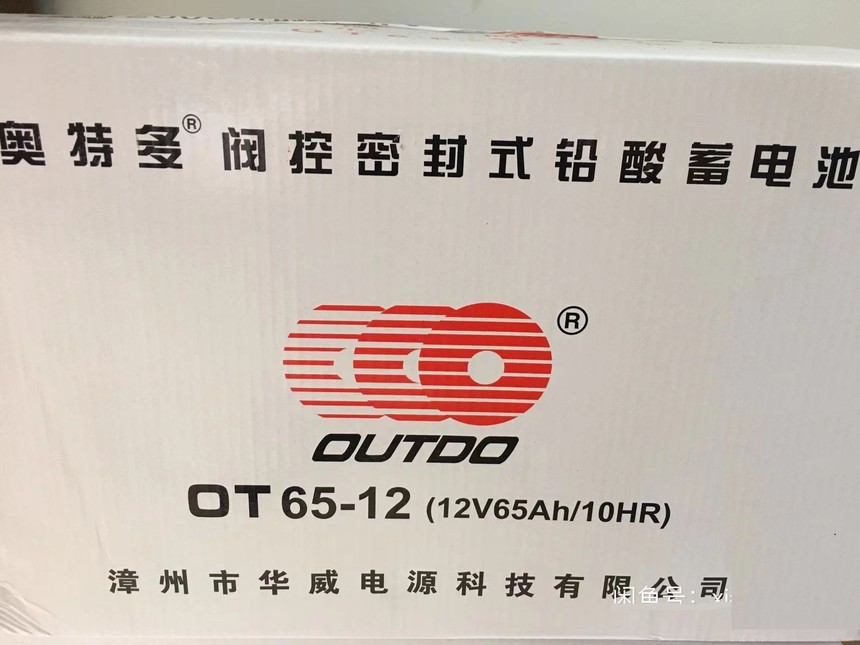 奥特多® 阀控密封式铅酸蓄电池
®
OUTDO
OT 65-12 (12V65Ah/10HR)
漳州市华威电源科技有限公司
闲鱼号：